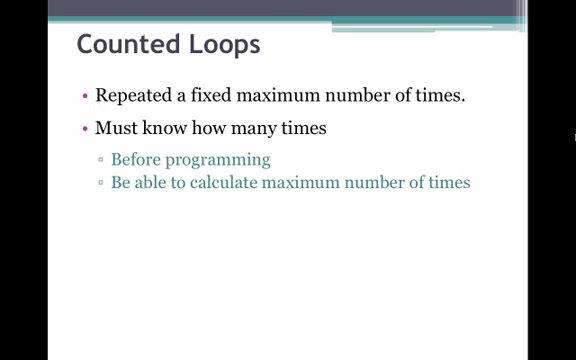 Counted Loops
• Repeated a fixed maximum number of times.
• Must know how many times
▫ Before programming
▫ Be able to calculate maximum number of times